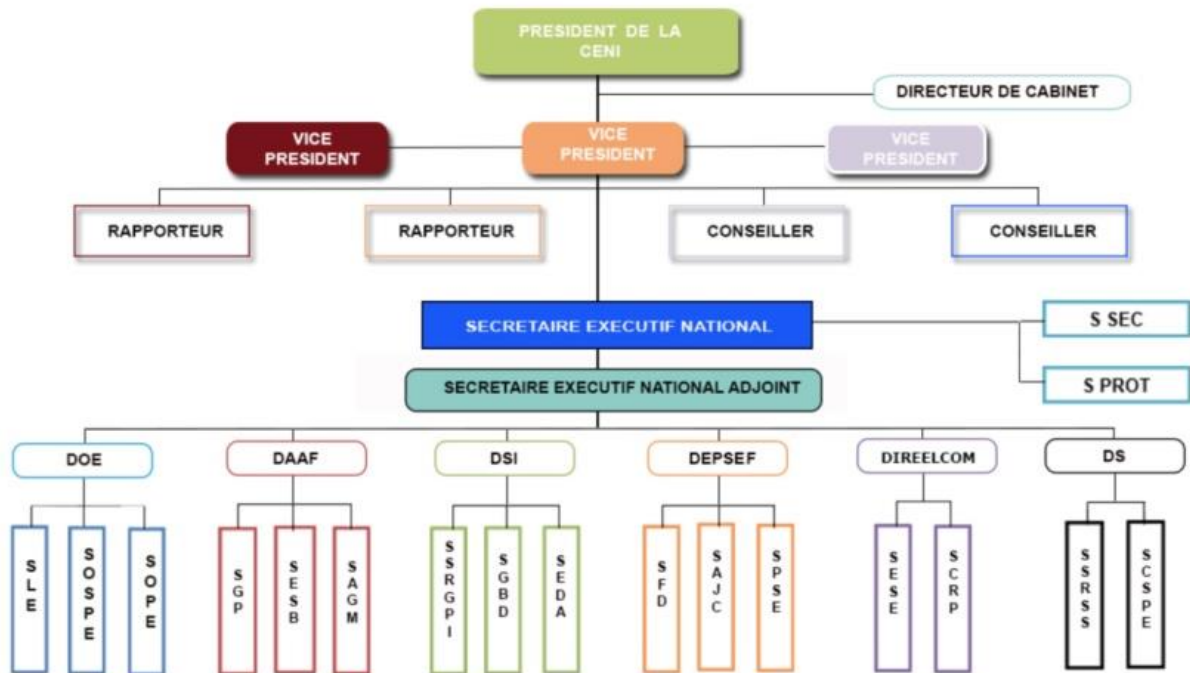 PRESIDENT DE LA
CENI
DIRECTEUR DE CABINET
VICE
PRESIDENT
VICE
PRESIDENT
VICE
PRESIDENT
RAPPORTEUR
RAPPORTEUR
CONSEILLER
CONSEILLER
SECRETAIRE EXECUTIF NATIONAL
S SEC
S PROT
SECRETAIRE EXECUTIF NATIONAL ADJOINT
DOE
DAAF
DSI
DEPSEF
DIREELCOM
DS
SLE
SOSPE
SOPE
SGP
SESB
SAGM
SSRGPI
SGBD
SEDA
SFD
SAJC
SPSE
SESE
SCRP
SSRSS
SCSPE